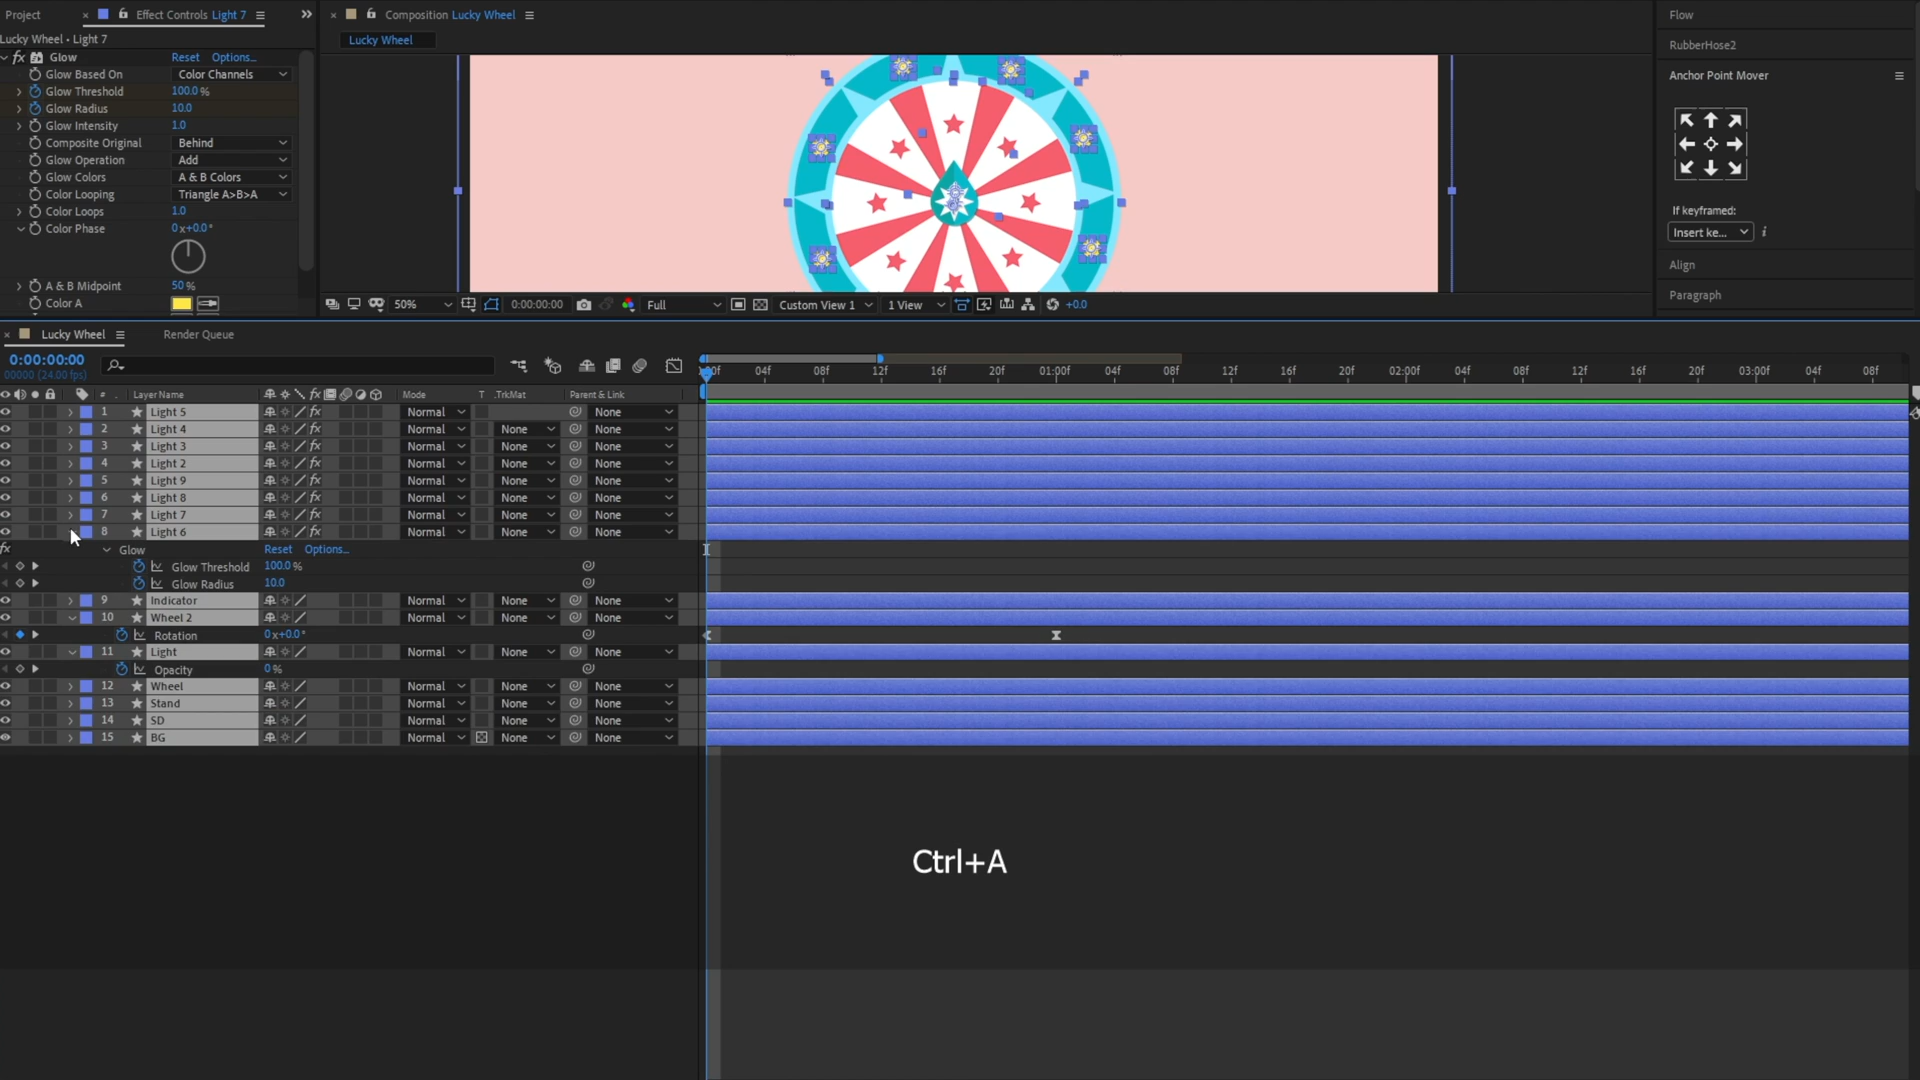 Project
Effect Controls Light 7
Lucky Wheel • Light 7
fx Glow Reset Options...
Glow Based On Color Channels
Glow Threshold 100.0 %
Glow Radius 10.0
Glow Intensity 1.0
Composite Original Behind
Glow Operation Add
Glow Colors A & B Colors
Color Looping Triangle A>B>A
Color Loops 1.0
Color Phase 0x+0.0°
A & B Midpoint 50 %
Color A
Composition Lucky Wheel
Lucky Wheel
50% 0:00:00:00 Full Custom View 1 1 View +0.0
Flow
RubberHose2
Anchor Point Mover
If keyframed:
Insert ke...
Align
Paragraph
Lucky Wheel Render Queue
0:00:00:00
00000 (24.00 fps)
04f 08f 12f 16f 20f 01:00f 04f 08f 12f 16f 20f 02:00f 04f 08f 12f 16f 20f 03:00f 04f 08f
# Layer Name fx Mode T .TrkMat Parent & Link
1 Light 5 fx Normal None
2 Light 4 fx Normal None None
3 Light 3 fx Normal None None
4 Light 2 fx Normal None None
5 Light 9 fx Normal None None
6 Light 8 fx Normal None None
7 Light 7 fx Normal None None
8 Light 6 fx Normal None None
fx Glow Reset Options...
Glow Threshold 100.0 %
Glow Radius 10.0
9 Indicator Normal None None
10 Wheel 2 Normal None None
Rotation 0x+0.0°
11 Light Normal None None
Opacity 0 %
12 Wheel Normal None None
13 Stand Normal None None
14 SD Normal None None
15 BG Normal None None
Ctrl+A